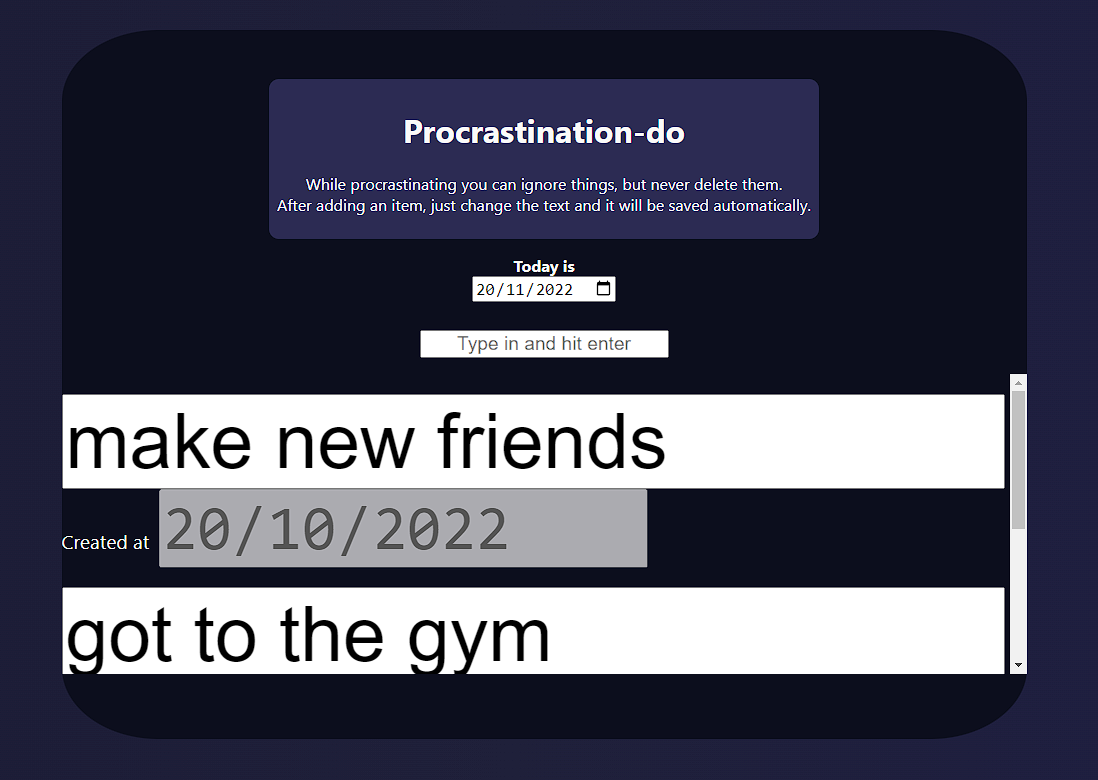 Procrastination-do
While procrastinating you can ignore things, but never delete them.
After adding an item, just change the text and it will be saved automatically.
Today is
20/11/2022
Type in and hit enter
make new friends
Created at 20/10/2022
got to the gym